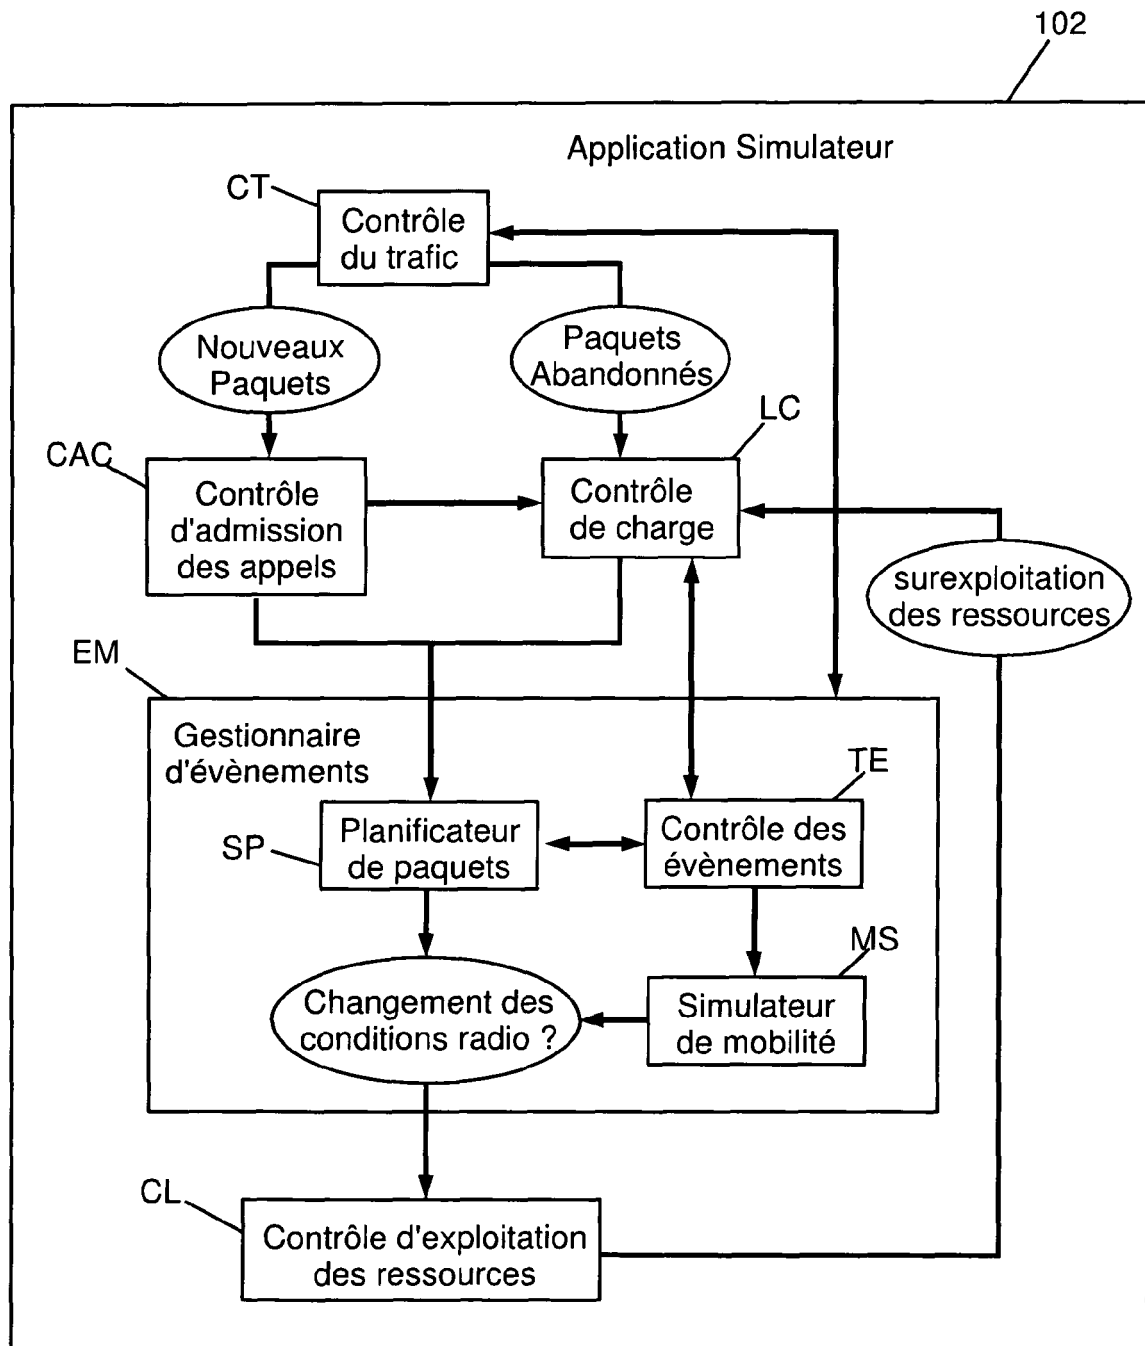 102
Application Simulateur
CT
Contrôle
du trafic
Nouveaux
Paquets
Paquets
Abandonnés
LC
CAC
Contrôle
d'admission
des appels
Contrôle
de charge
surexploitation
des ressources
EM
Gestionnaire
d'évènements
TE
SP
Planificateur
de paquets
Contrôle des
évènements
MS
Changement des
conditions radio ?
Simulateur
de mobilité
CL
Contrôle d'exploitation
des ressources